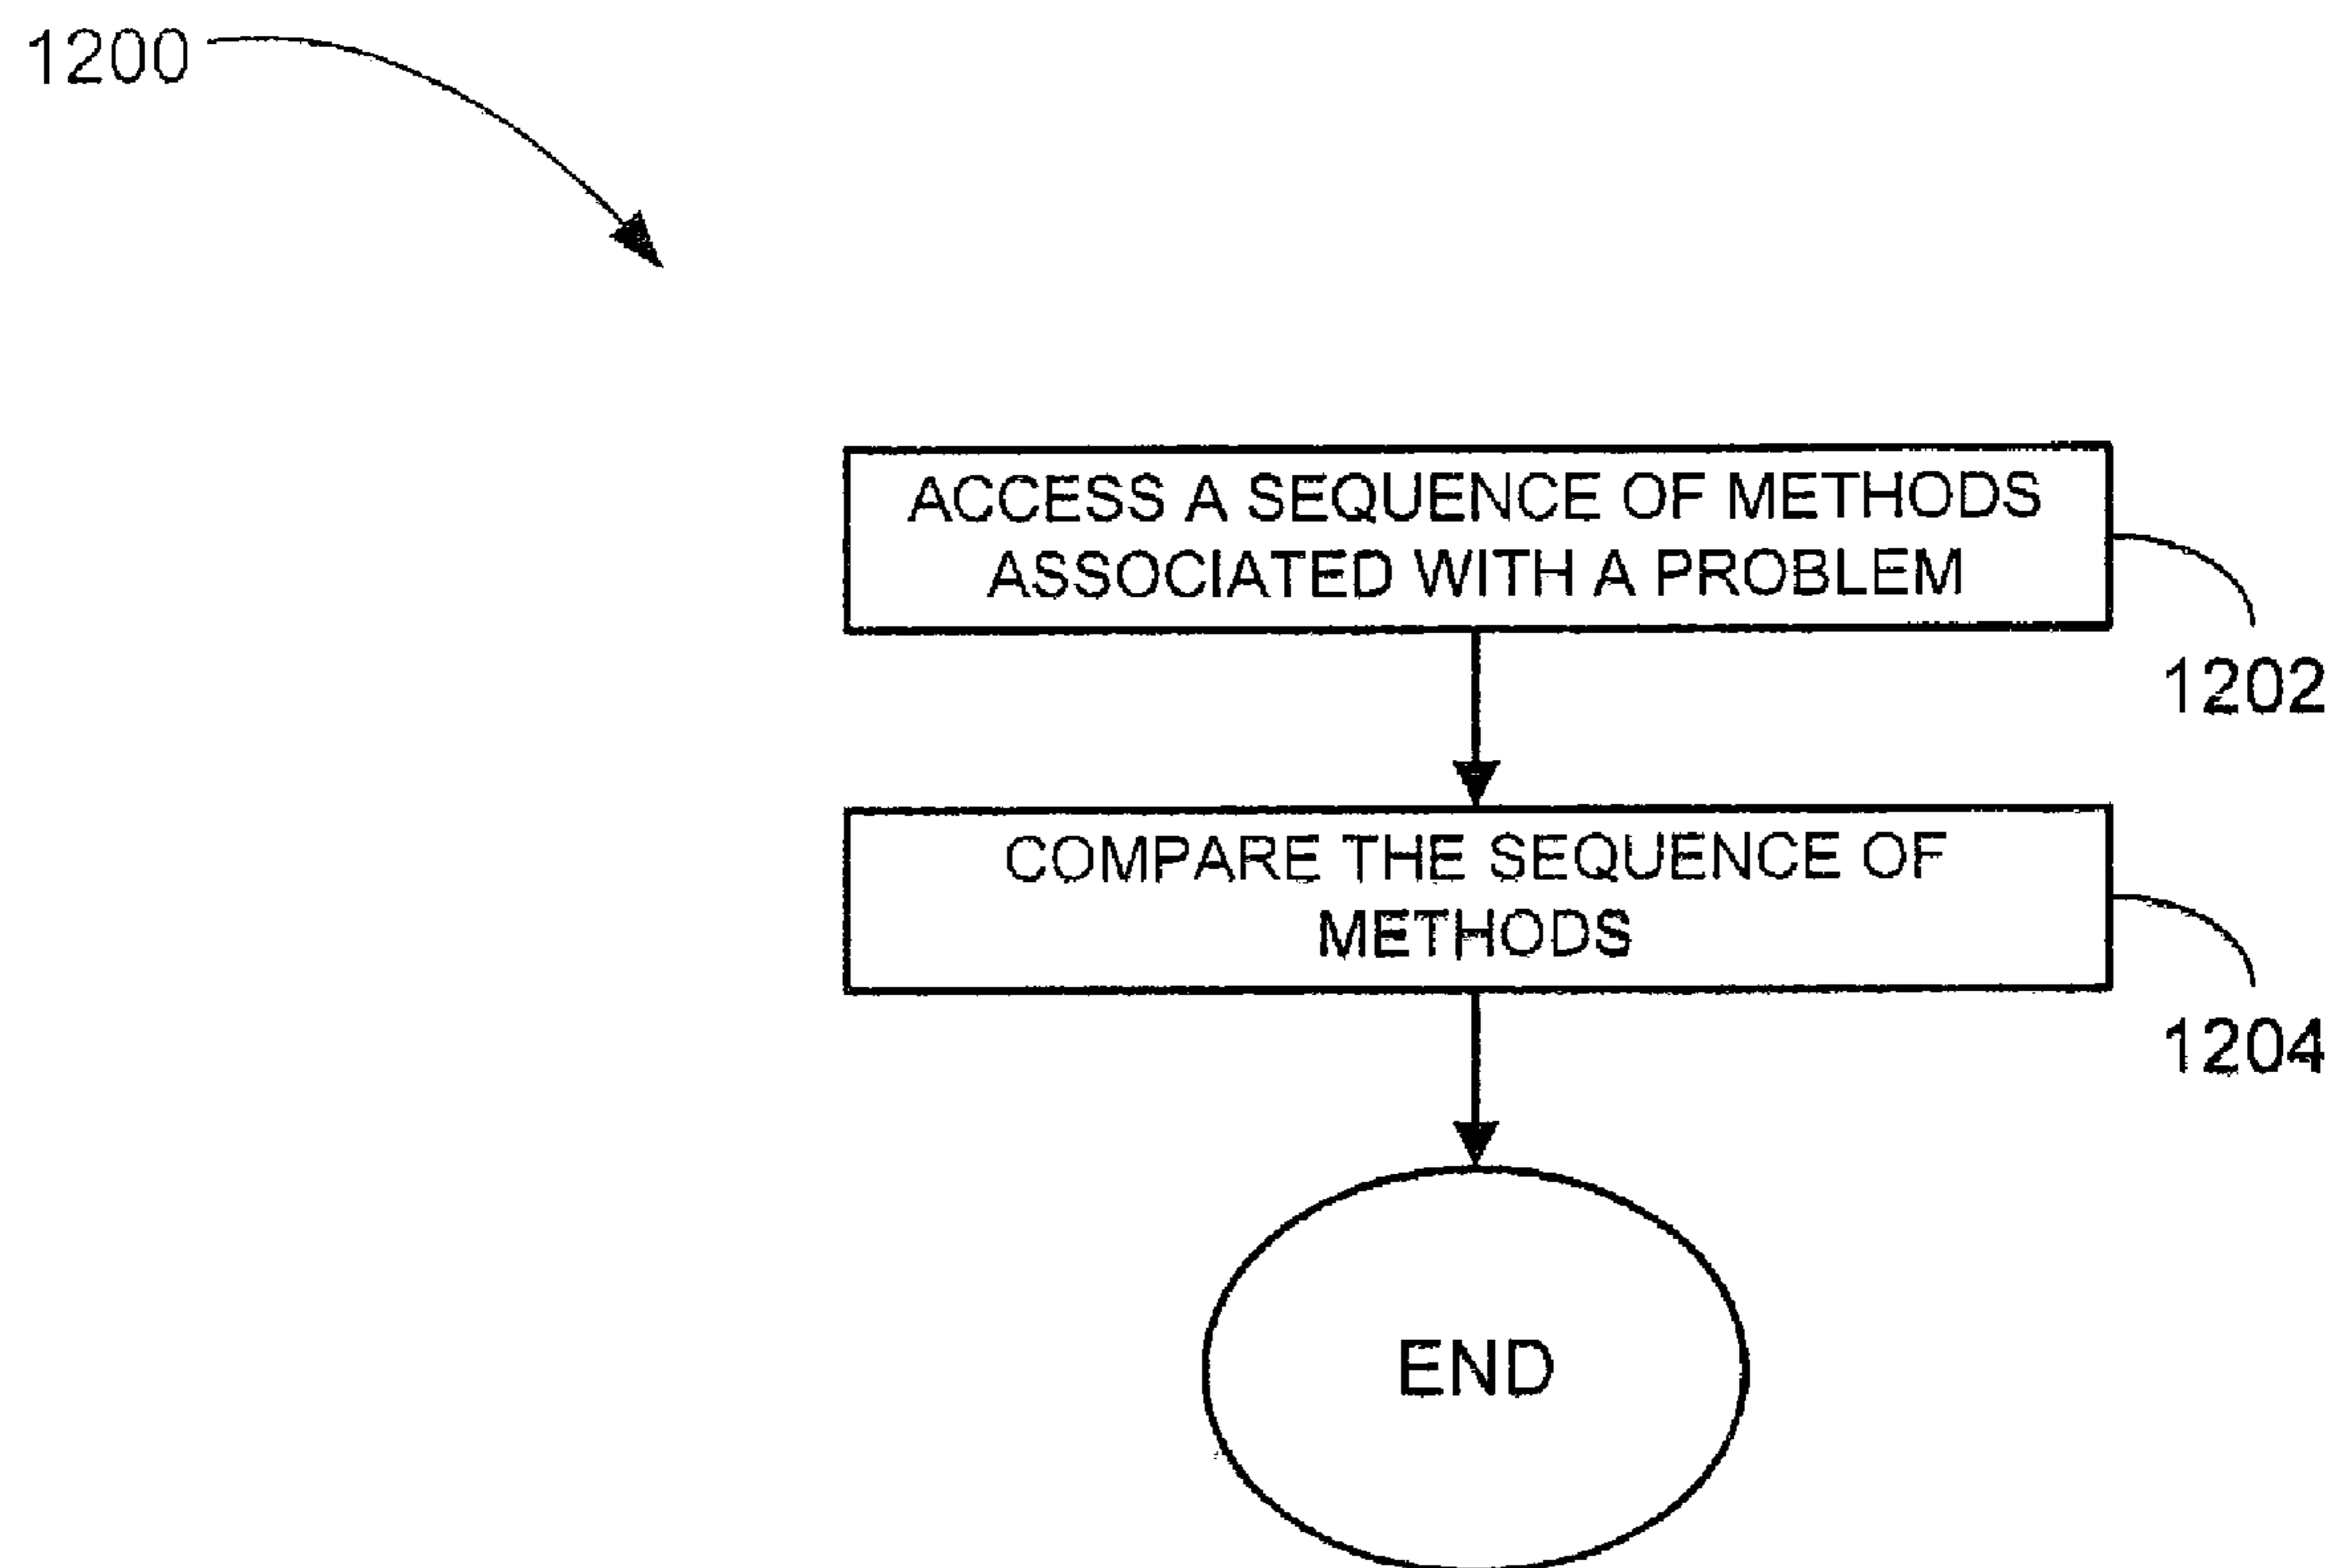 1200
ACCESS A SEQUENCE OF METHODS
ASSOCIATED WITH A PROBLEM
1202
COMPARE THE SEQUENCE OF
METHODS
1204
END